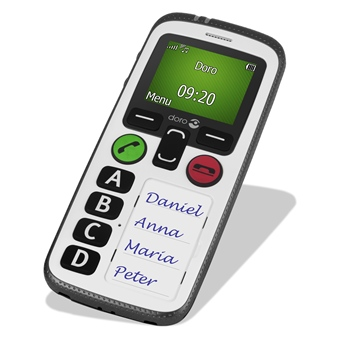 Doro
09:20
Menu
doro
A
B
C
D
Daniel
Anna
Maria
Peter